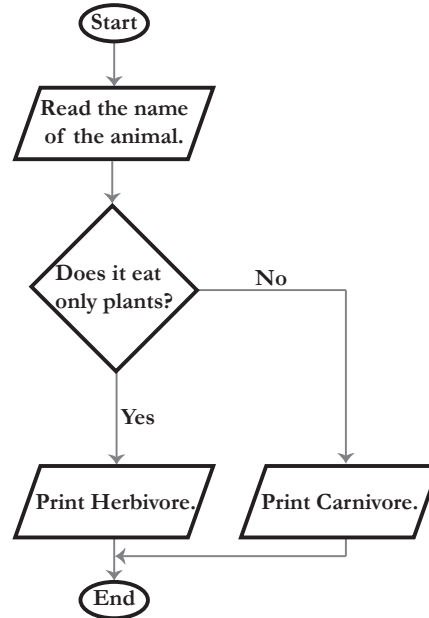 Start
Read the name
of the animal.
Does it eat
only plants?
No
Yes
Print Herbivore.
Print Carnivore.
End